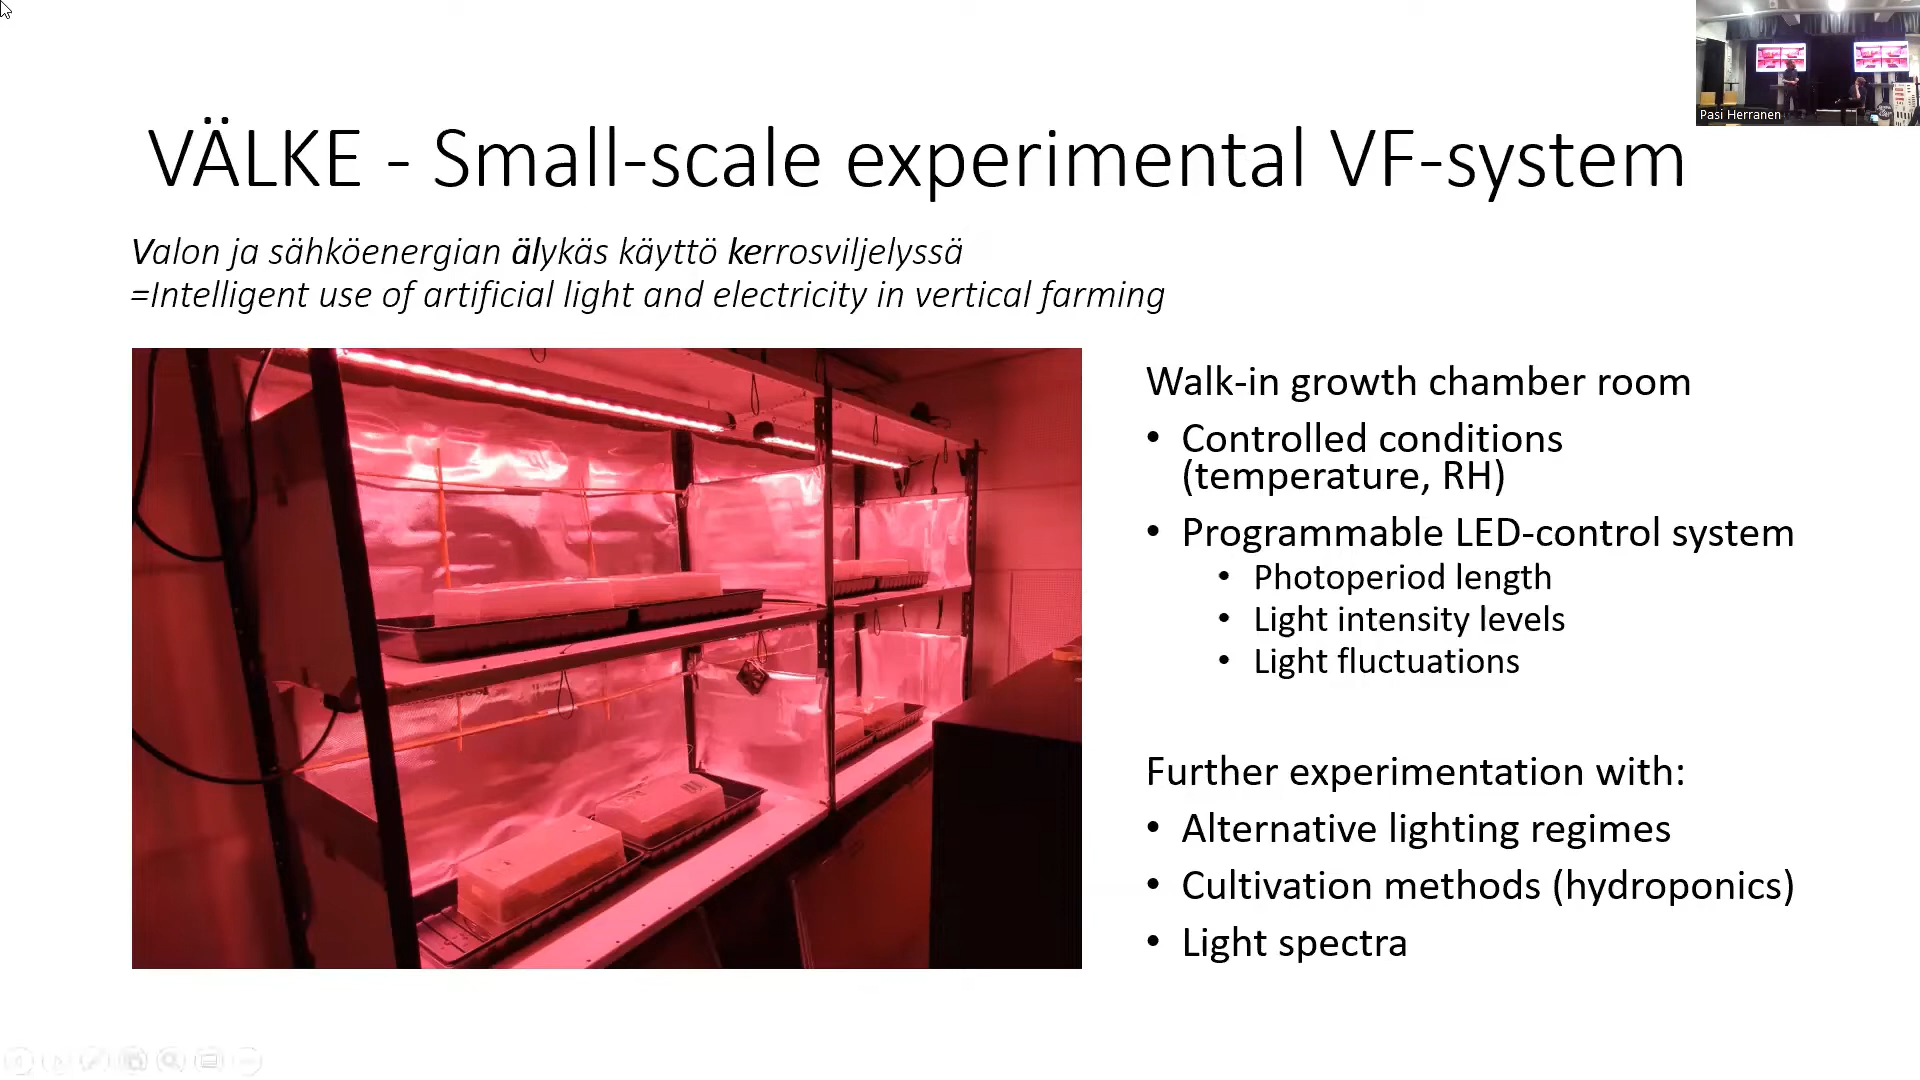 Pasi Herranen
VÄLKE - Small-scale experimental VF-system
Valon ja sähköenergian älykäs käyttö kerrosviljelyssä
=Intelligent use of artificial light and electricity in vertical farming
Walk-in growth chamber room
• Controlled conditions
(temperature, RH)
• Programmable LED-control system
• Photoperiod length
• Light intensity levels
• Light fluctuations
Further experimentation with:
• Alternative lighting regimes
• Cultivation methods (hydroponics)
• Light spectra